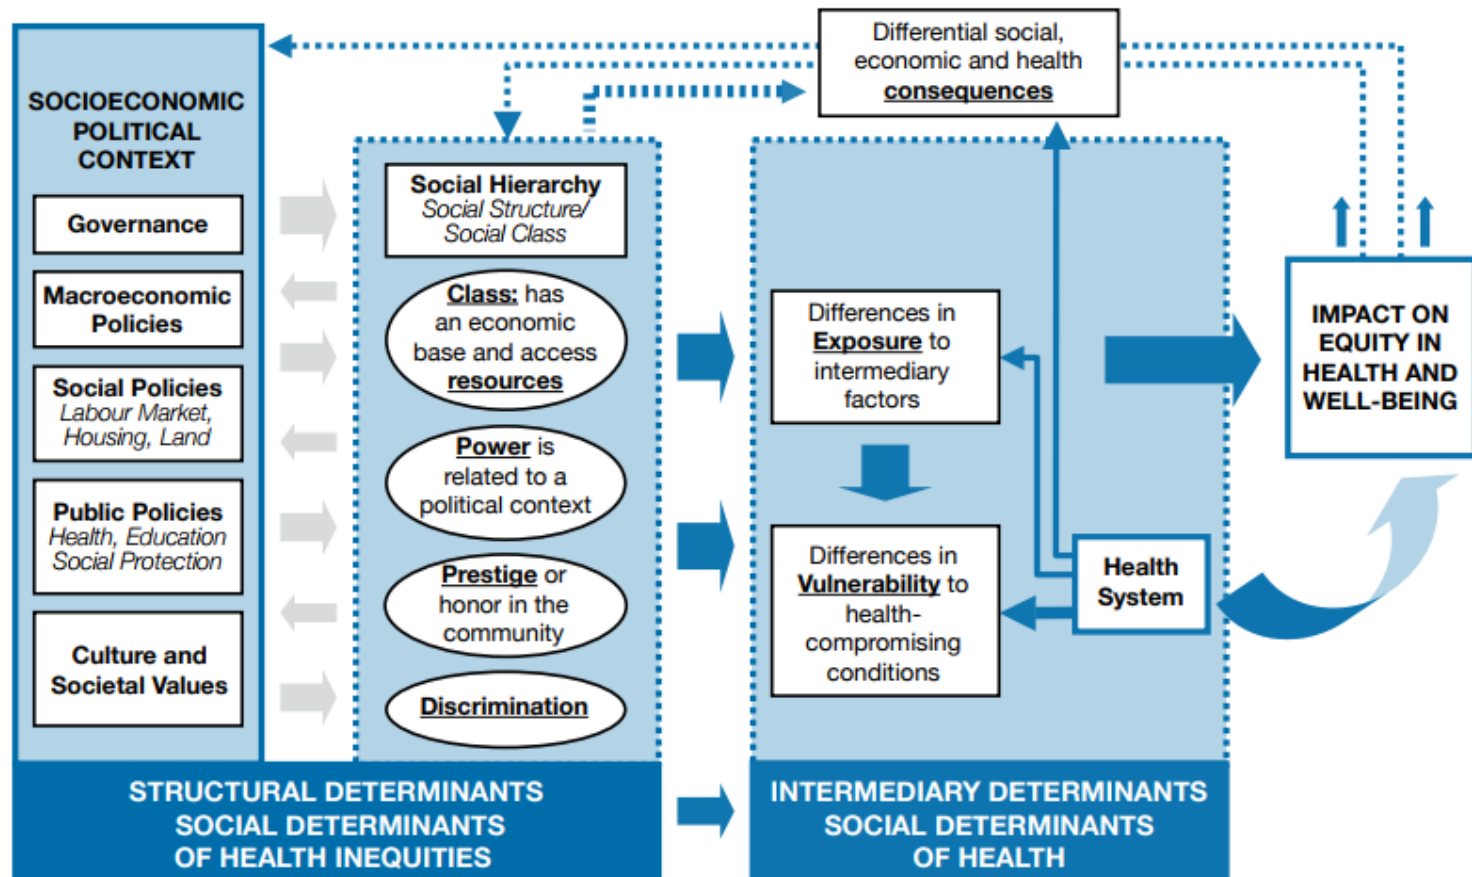 SOCIOECONOMIC
POLITICAL
CONTEXT
Governance
Macroeconomic
Policies
Social Policies
Labour Market,
Housing, Land
Public Policies
Health, Education
Social Protection
Culture and
Societal Values
Social Hierarchy
Social Structure/
Social Class
Class: has
an economic
base and access
resources
Power is
related to a
political context
Prestige or
honor in the
community
Discrimination
STRUCTURAL DETERMINANTS
SOCIAL DETERMINANTS
OF HEALTH INEQUITIES
Differential social,
economic and health
consequences
Differences in
Exposure to
intermediary
factors
Differences in
Vulnerability to
health-
compromising
conditions
Health
System
INTERMEDIARY DETERMINANTS
SOCIAL DETERMINANTS
OF HEALTH
IMPACT ON
EQUITY IN
HEALTH AND
WELL-BEING